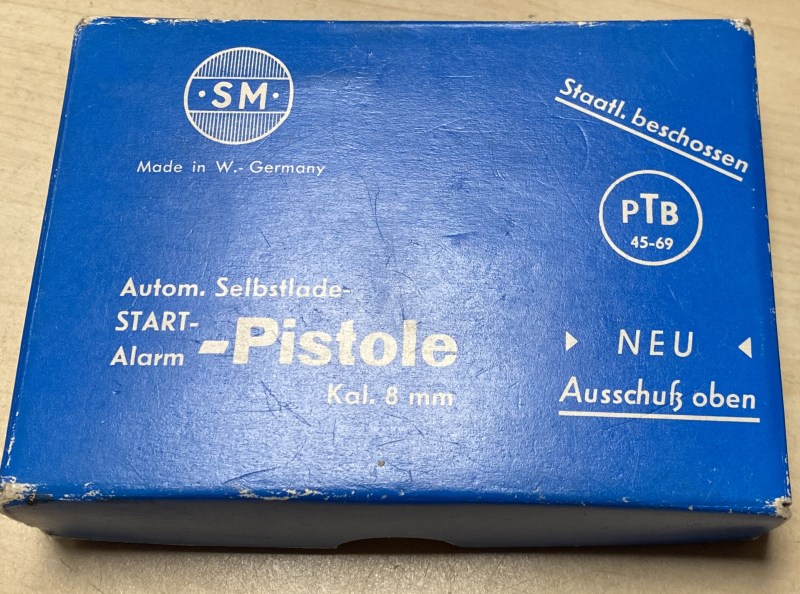 · SM ·
Made in W.- Germany
Staatl. beschossen
PTB
45-69
Autom. Selbstlade-
START-
Alarm
-Pistole
Kal. 8 mm
NEU
Ausschuß oben